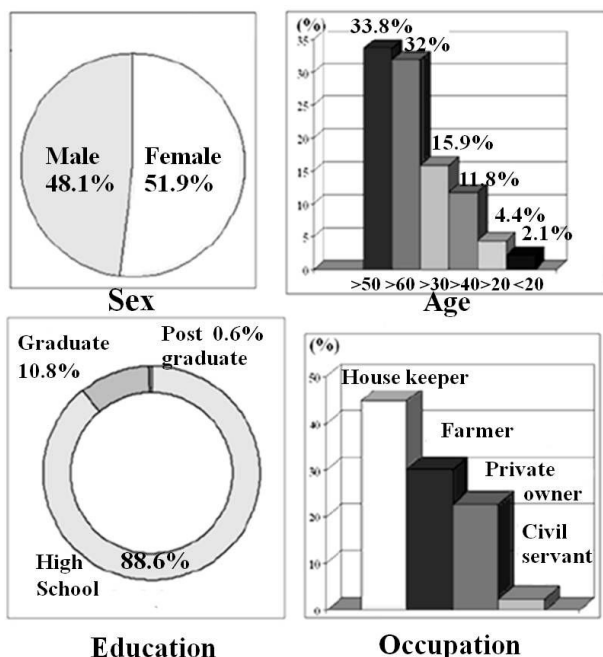 Male
48.1%
Female
51.9%
Sex
(%)
35
30
25
20
15
10
5
0
33.8%
32%
15.9%
11.8%
4.4%
2.1%
>50 >60 >30 >40 >20 <20
Age
Graduate
10.8%
Post 0.6%
graduate
High
School
88.6%
Education
(%)
50
40
30
20
10
0
House keeper
Farmer
Private
owner
Civil
servant
Occupation